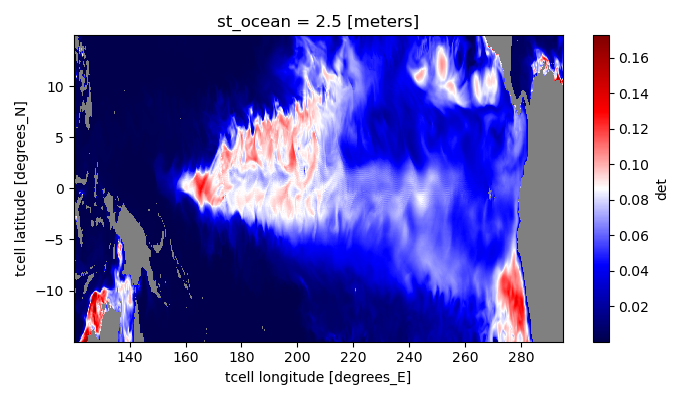 st_ocean = 2.5 [meters]
10
5
0
−5
−10
tcell latitude [degrees_N]
140 160 180 200 220 240 260 280
tcell longitude [degrees_E]
0.16
0.14
0.12
0.10
0.08
0.06
0.04
0.02
det